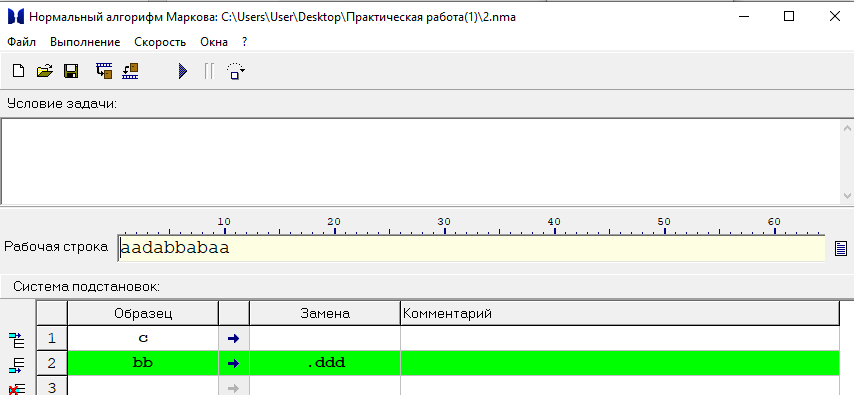 Нормальный алгорифм Маркова: C:\Users\User\Desktop\Практическая работа(1)\2.nma
Файл Выполнение Скорость Окна ?
Условие задачи:
10 20 30 40 50 60
Рабочая строка aadabbabaa
Система подстановок:
Образец Замена Комментарий
1 c
2 bb .ddd
3